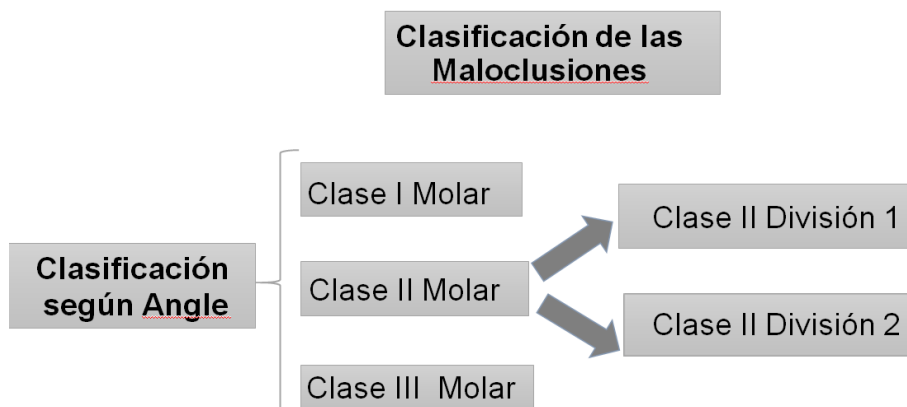 Clasificación de las
Maloclusiones
Clasificación
según Angle
Clase I Molar
Clase II Molar
Clase III Molar
Clase II División 1
Clase II División 2